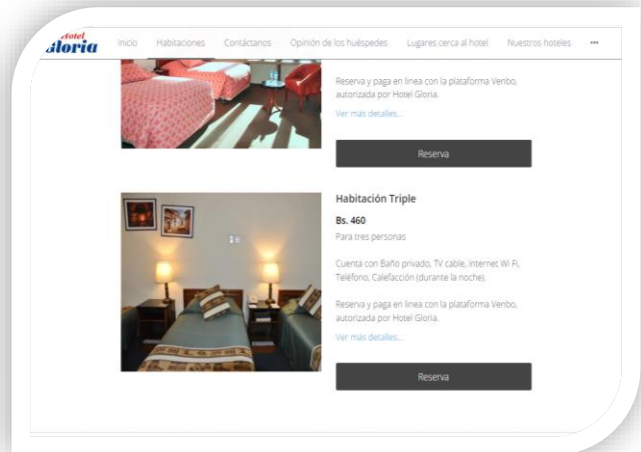 Hotel
Gloria
Inicio Habitaciones Contáctanos Opinión de los huéspedes Lugares cerca al hotel Nuestros hoteles ...
Reserva y paga en linea con la plataforma Venbo,
autorizada por Hotel Gloria.
Ver más detalles...
Reserva
Habitación Triple
Bs. 460
Para tres personas
Cuenta con Baño privado, TV cable, Internet Wi Fi,
Teléfono, Calefacción (durante la noche).
Reserva y paga en linea con la plataforma Venbo,
autorizada por Hotel Gloria.
Ver más detalles...
Reserva